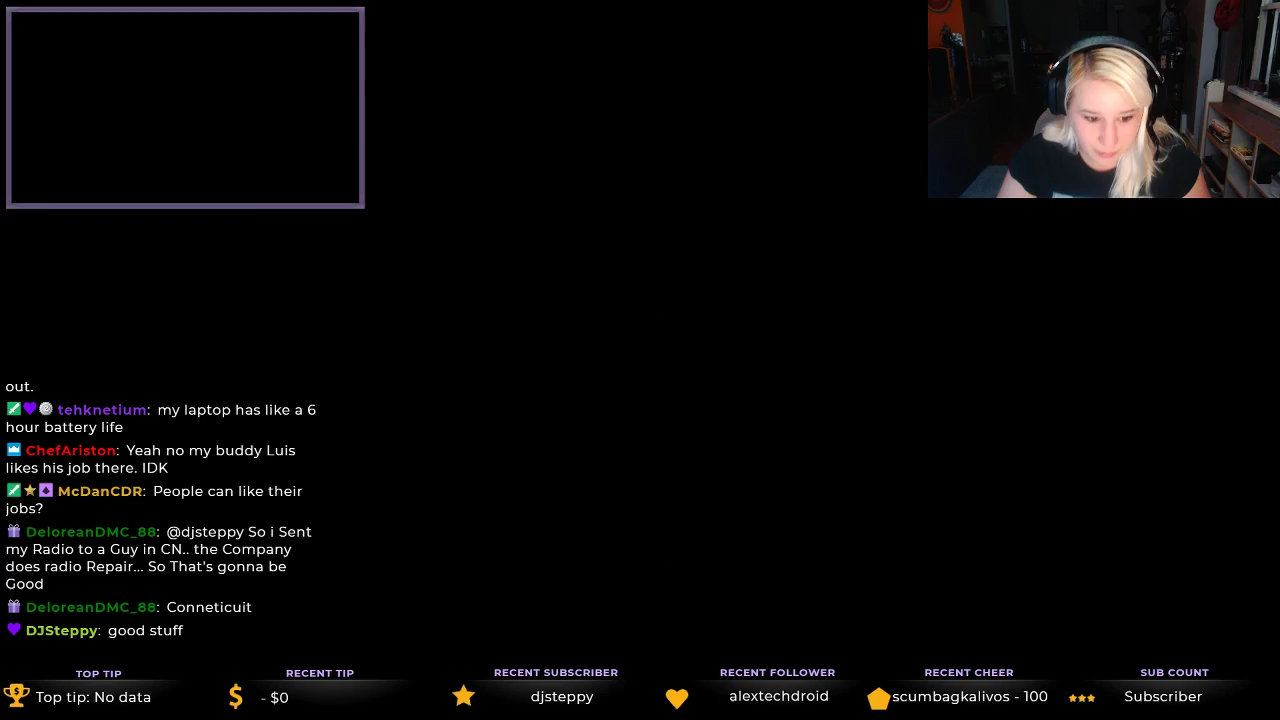 out.
tehknetium: my laptop has like a 6
hour battery life
ChefAriston: Yeah no my buddy Luis
likes his job there. IDK
McDanCDR: People can like their
jobs?
DeloreanDMC_88: @djsteppy So i Sent
my Radio to a Guy in CN.. the Company
does radio Repair... So That's gonna be
Good
DeloreanDMC_88: Conneticuit
DJSteppy: good stuff
TOP TIP
Top tip: No data
RECENT TIP
- $0
RECENT SUBSCRIBER
djsteppy
RECENT FOLLOWER
alextechdroid
RECENT CHEER
scumbagkalivos - 100
SUB COUNT
Subscriber